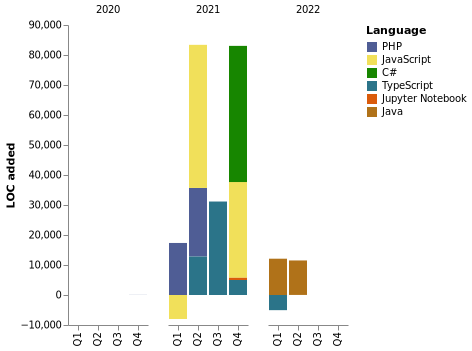 2020 2021 2022
90,000
80,000
70,000
60,000
50,000
40,000
30,000
20,000
10,000
0
−10,000
LOC added
Q1 Q2 Q3 Q4 Q1 Q2 Q3 Q4 Q1 Q2 Q3 Q4
Language
PHP
JavaScript
C#
TypeScript
Jupyter Notebook
Java